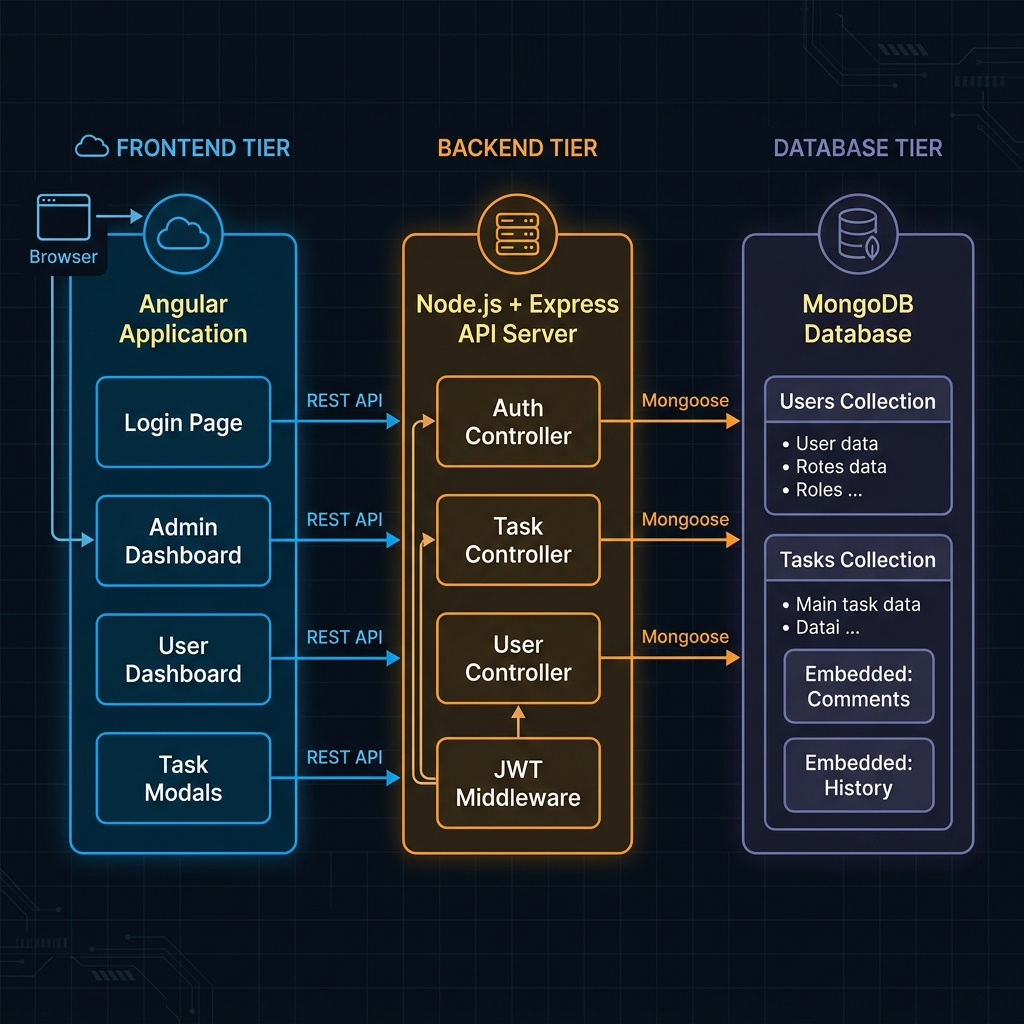 FRONTEND TIER
BACKEND TIER
DATABASE TIER
Browser
Angular
Application
Login Page
Admin
Dashboard
User
Dashboard
Task
Modals
REST API
REST API
REST API
REST API
Node.js + Express
API Server
Auth
Controller
Task
Controller
User
Controller
JWT
Middleware
Mongoose
Mongoose
Mongoose
MongoDB
Database
Users Collection
• User data
• Rotes data
• Roles ...
Tasks Collection
• Main task data
• Datai ...
Embedded:
Comments
Embedded:
History